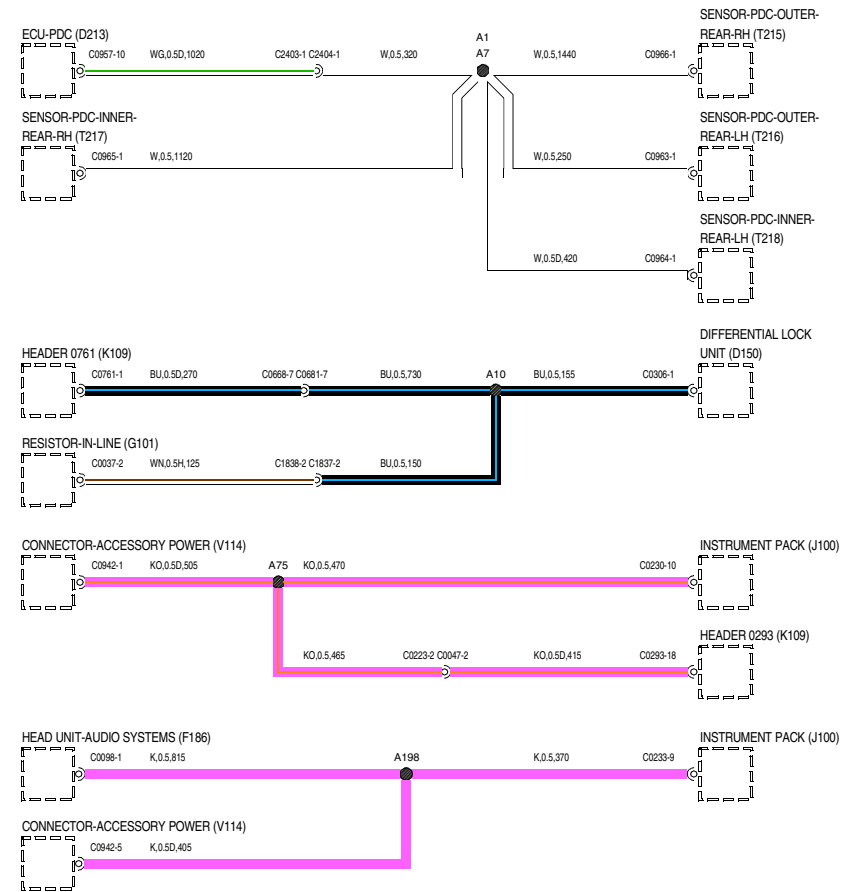 SENSOR-PDC-OUTER-
ECU-PDC (D213)
A1
REAR-RH (T215)
C0957-10 WG,0.5D,1020 C2403-1 C2404-1 W,0.5,320 A7 W,0.5,1440 C0966-1
SENSOR-PDC-INNER-
REAR-RH (T217)
SENSOR-PDC-OUTER-
REAR-LH (T216)
C0965-1 W,0.5,1120 W,0.5,250 C0963-1
SENSOR-PDC-INNER-
REAR-LH (T218)
W,0.5D,420 C0964-1
DIFFERENTIAL LOCK
HEADER 0761 (K109)
UNIT (D150)
C0761-1 BU,0.5D,270 C0668-7 C0681-7 BU,0.5,730 A10 BU,0.5,155 C0306-1
RESISTOR-IN-LINE (G101)
C0037-2 WN,0.5H,125 C1838-2 C1837-2 BU,0.5,150
CONNECTOR-ACCESSORY POWER (V114) INSTRUMENT PACK (J100)
C0942-1 KO,0.5D,505 A75 KO,0.5,470 C0230-10
HEADER 0293 (K109)
KO,0.5,465 C0223-2 C0047-2 KO,0.5D,415 C0293-18
HEAD UNIT-AUDIO SYSTEMS (F186) INSTRUMENT PACK (J100)
C0098-1 K,0.5,815 A198 K,0.5,370 C0233-9
CONNECTOR-ACCESSORY POWER (V114)
C0942-5 K,0.5D,405